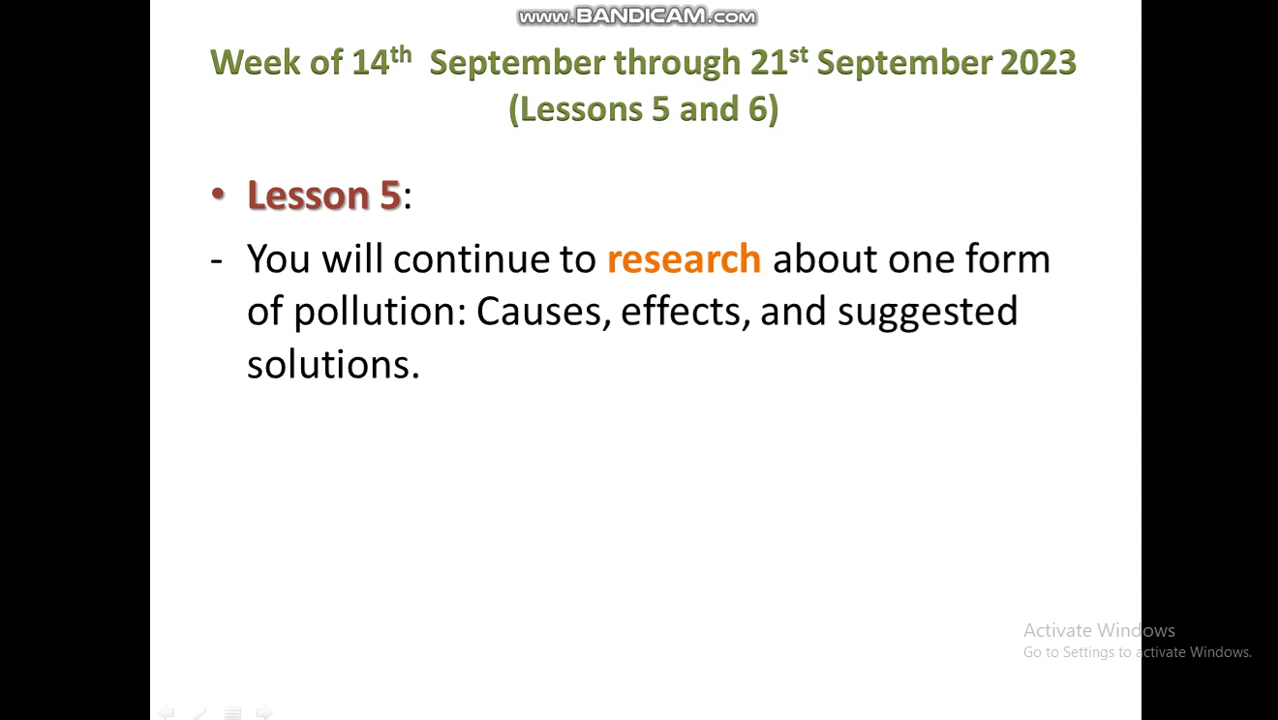 www.BANDICAM.com
Week of 14th September through 21st September 2023
(Lessons 5 and 6)
• Lesson 5:
- You will continue to research about one form
of pollution: Causes, effects, and suggested
solutions.
Activate Windows
Go to Settings to activate Windows.